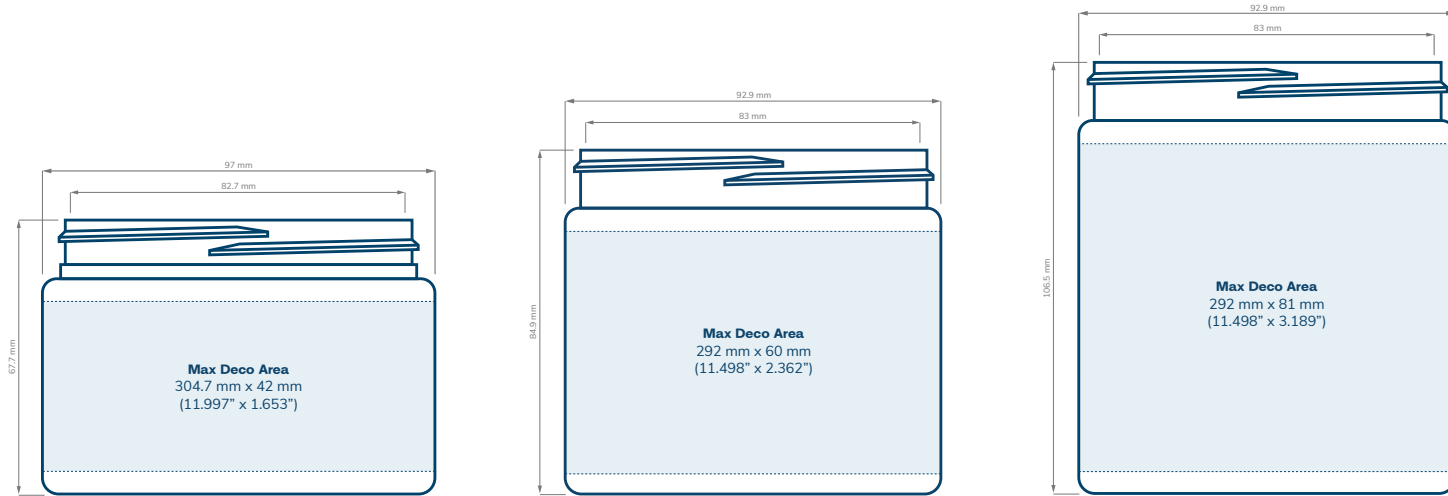 97 mm
82.7 mm
67.7 mm
Max Deco Area
304.7 mm x 42 mm
(11.997” x 1.653”)
92.9 mm
83 mm
84.9 mm
Max Deco Area
292 mm x 60 mm
(11.498” x 2.362”)
92.9 mm
83 mm
106.5 mm
Max Deco Area
292 mm x 81 mm
(11.498” x 3.189”)